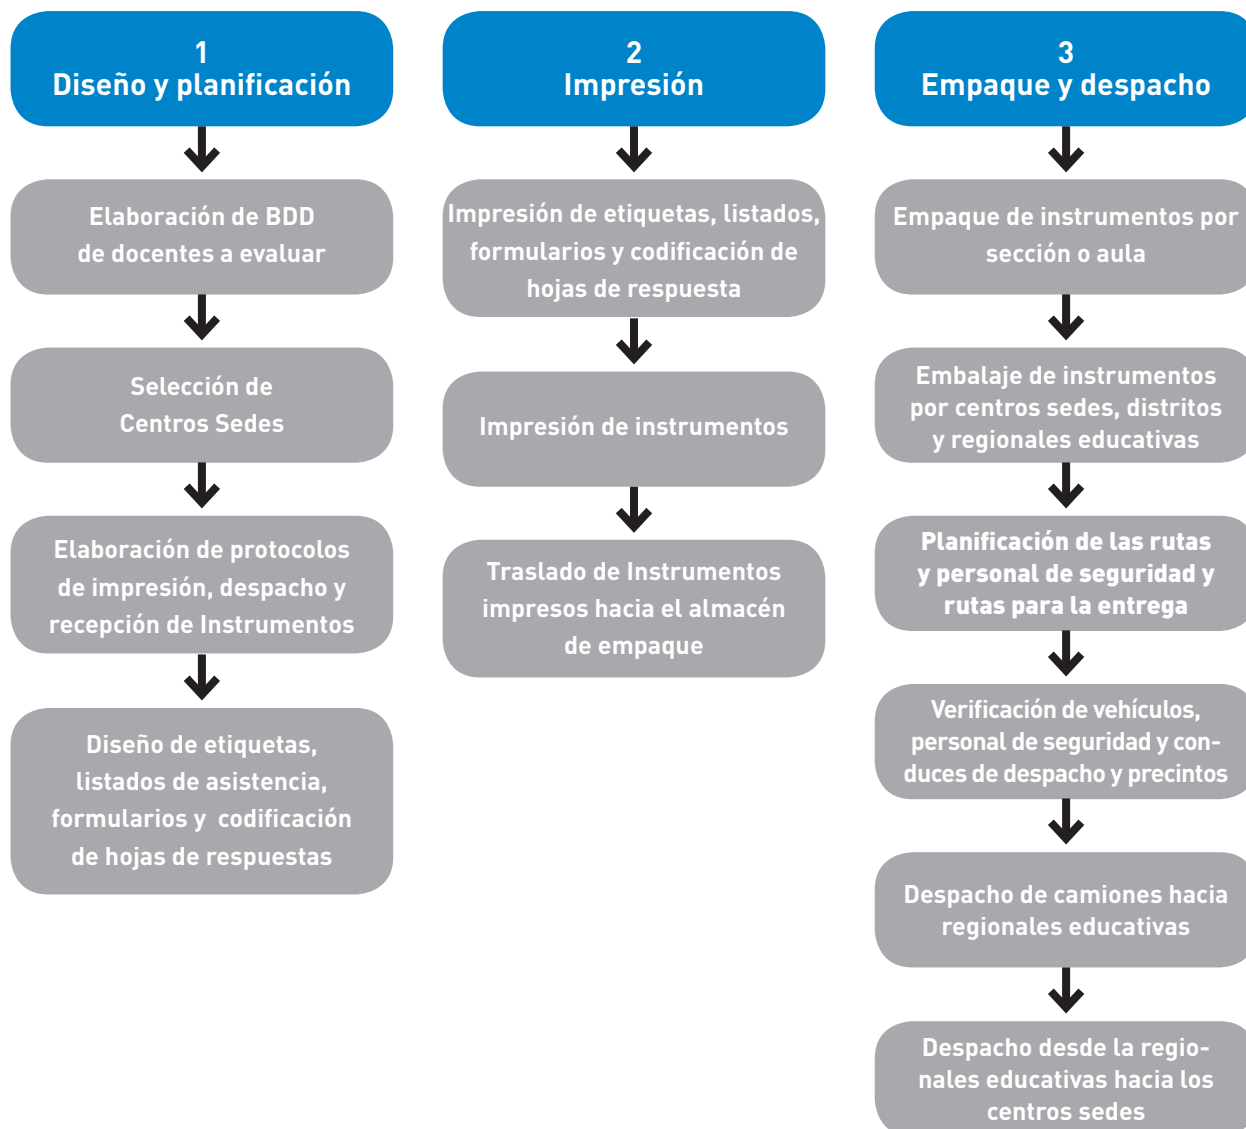 1
Diseño y planificación
Elaboración de BDD
de docentes a evaluar
Selección de
Centros Sedes
Elaboración de protocolos
de impresión, despacho y
recepción de Instrumentos
Diseño de etiquetas,
listados de asistencia,
formularios y codificación
de hojas de respuestas
2
Impresión
Impresión de etiquetas, listados,
formularios y codificación de
hojas de respuesta
Impresión de instrumentos
Traslado de Instrumentos
impresos hacia el almacén
de empaque
3
Empaque y despacho
Empaque de instrumentos por
sección o aula
Embalaje de instrumentos
por centros sedes, distritos
y regionales educativas
Planificación de las rutas
y personal de seguridad y
rutas para la entrega
Verificación de vehículos,
personal de seguridad y con-
duces de despacho y precintos
Despacho de camiones hacia
regionales educativas
Despacho desde la regio-
nales educativas hacia los
centros sedes